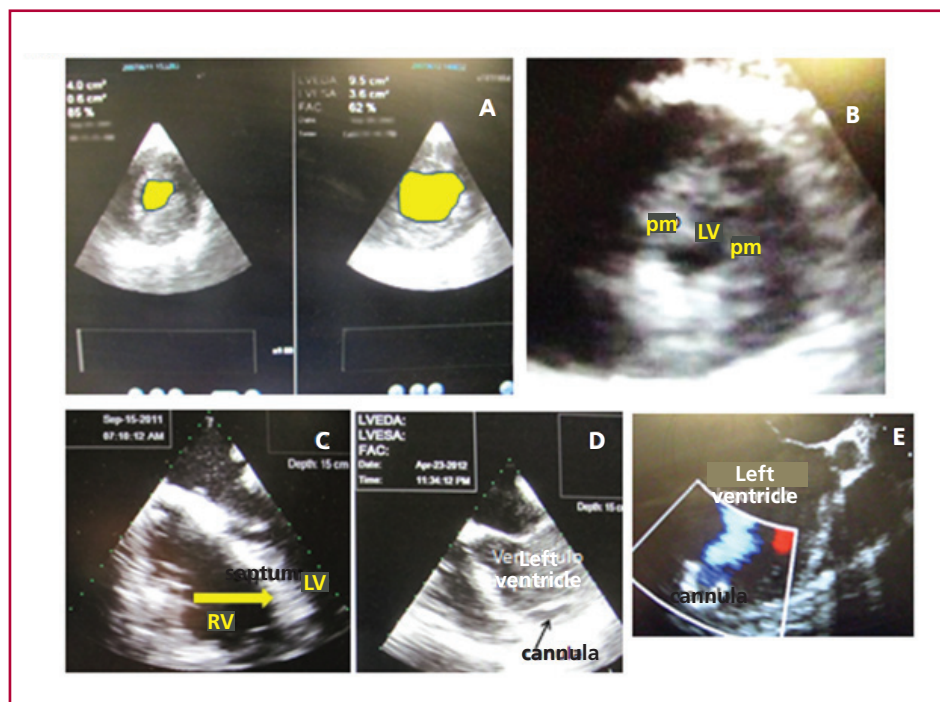 4.0 cm²
0.6 cm²
85 %
LVEDA: 9.5 cm²
LVESA: 3.6 cm²
FAC: 62 %
Date:
Time:
A
B
pm
LV
pm
Sep-15-2011
07:10:12 AM
C
Depth: 15 cm
septum
LV
RV
LVEDA:
LVESA:
FAC:
Date: Apr-23-2012
Time: 11:34:12 PM
D
Depth: 15 c
Left
ventricle
cannula
E
Left
ventricle
cannula